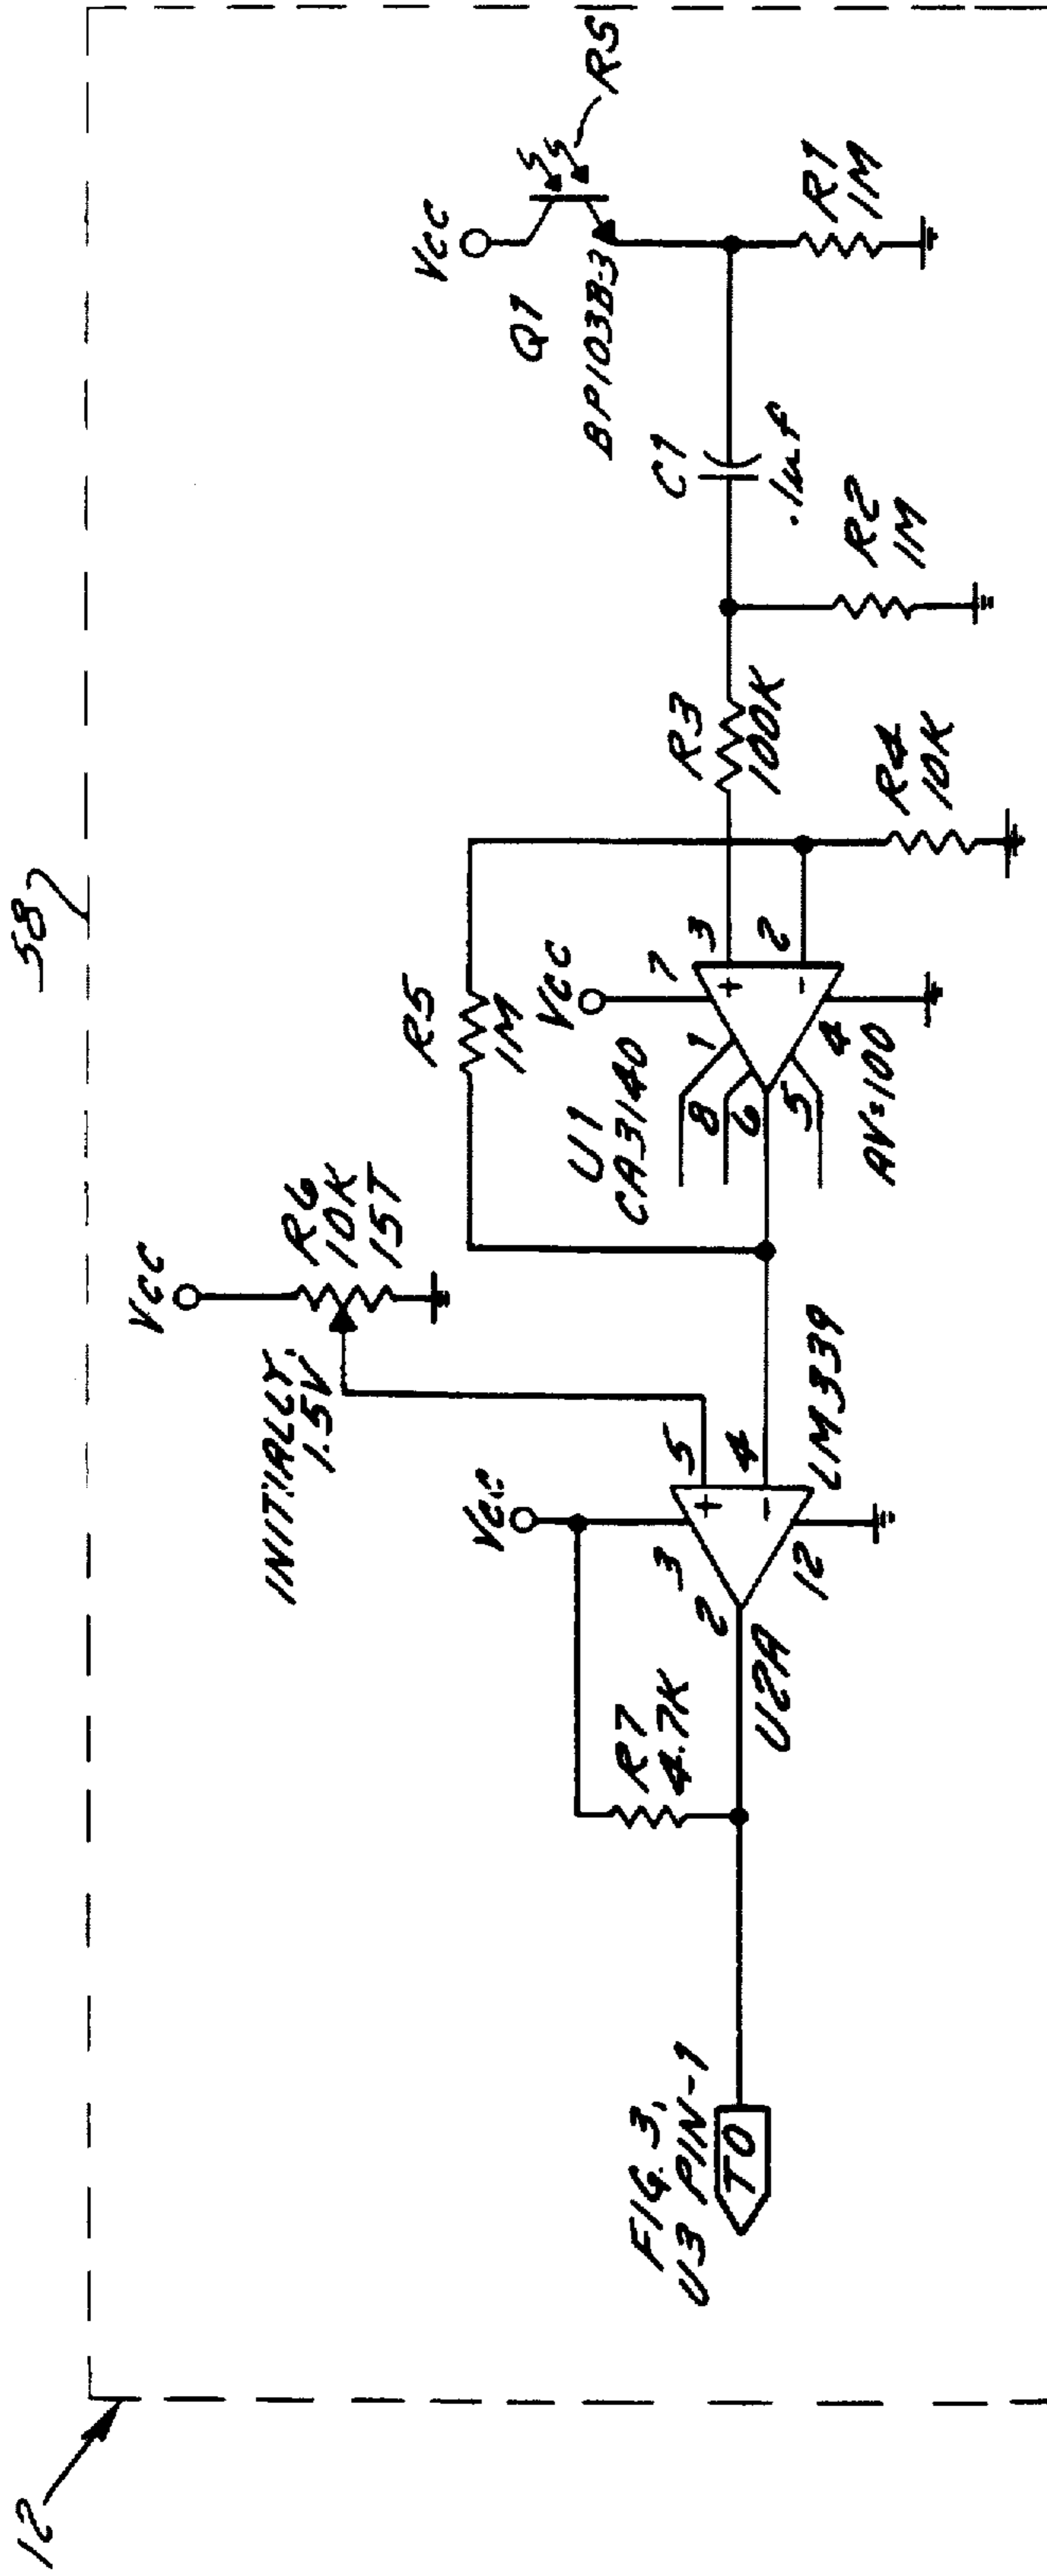 58
12
Vcc
RS
Q1
BP103B-3
C1
.1uf
R1
1M
R2
1M
R3
100K
R4
10K
R5
1M
Vcc
7
3
2
+
-
1
8
6
5
4
U1
CA3140
AV=100
Vcc
R6
10K
15T
INITIALLY,
1.5V
Vcc
3
5
4
+
-
2
12
LM339
U2A
R7
4.7K
FIG. 3,
U3 PIN-1
TO